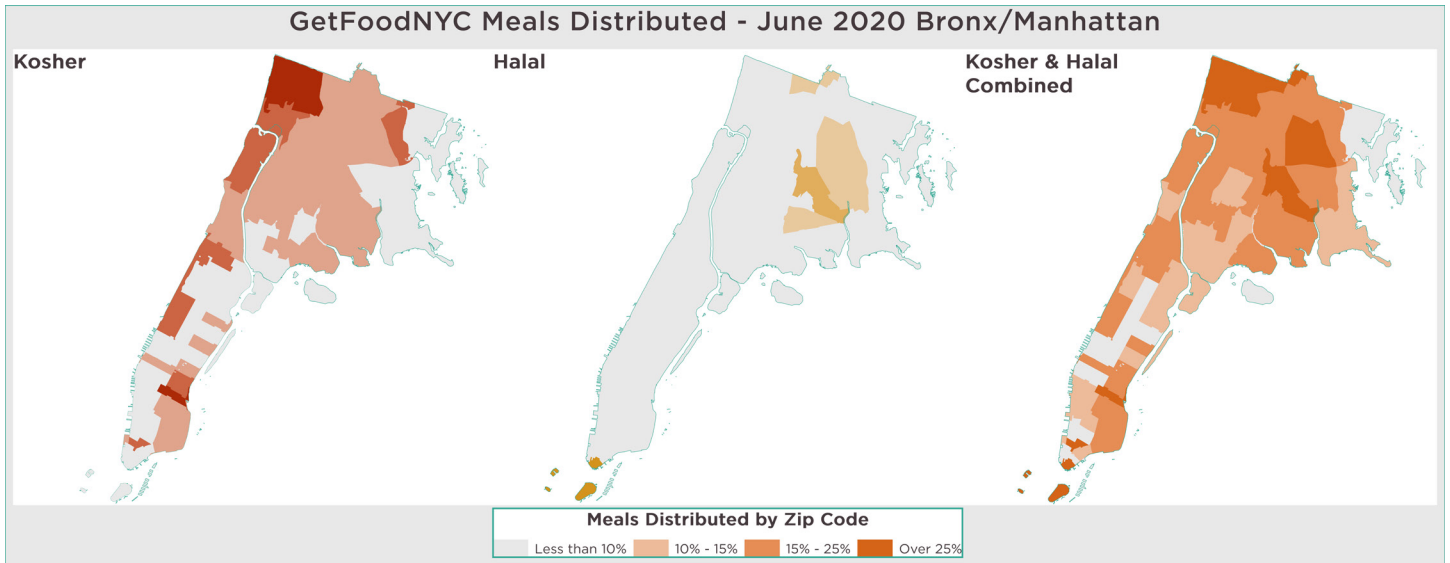 GetFoodNYC Meals Distributed - June 2020 Bronx/Manhattan
Kosher
Halal
Kosher & Halal
Combined
Meals Distributed by Zip Code
Less than 10%
10% - 15%
15% - 25%
Over 25%